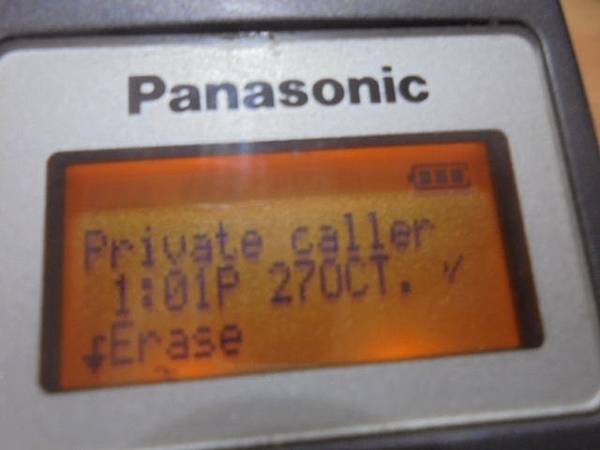 Panasonic
Private caller
1:01P 27OCT. √
↓Erase